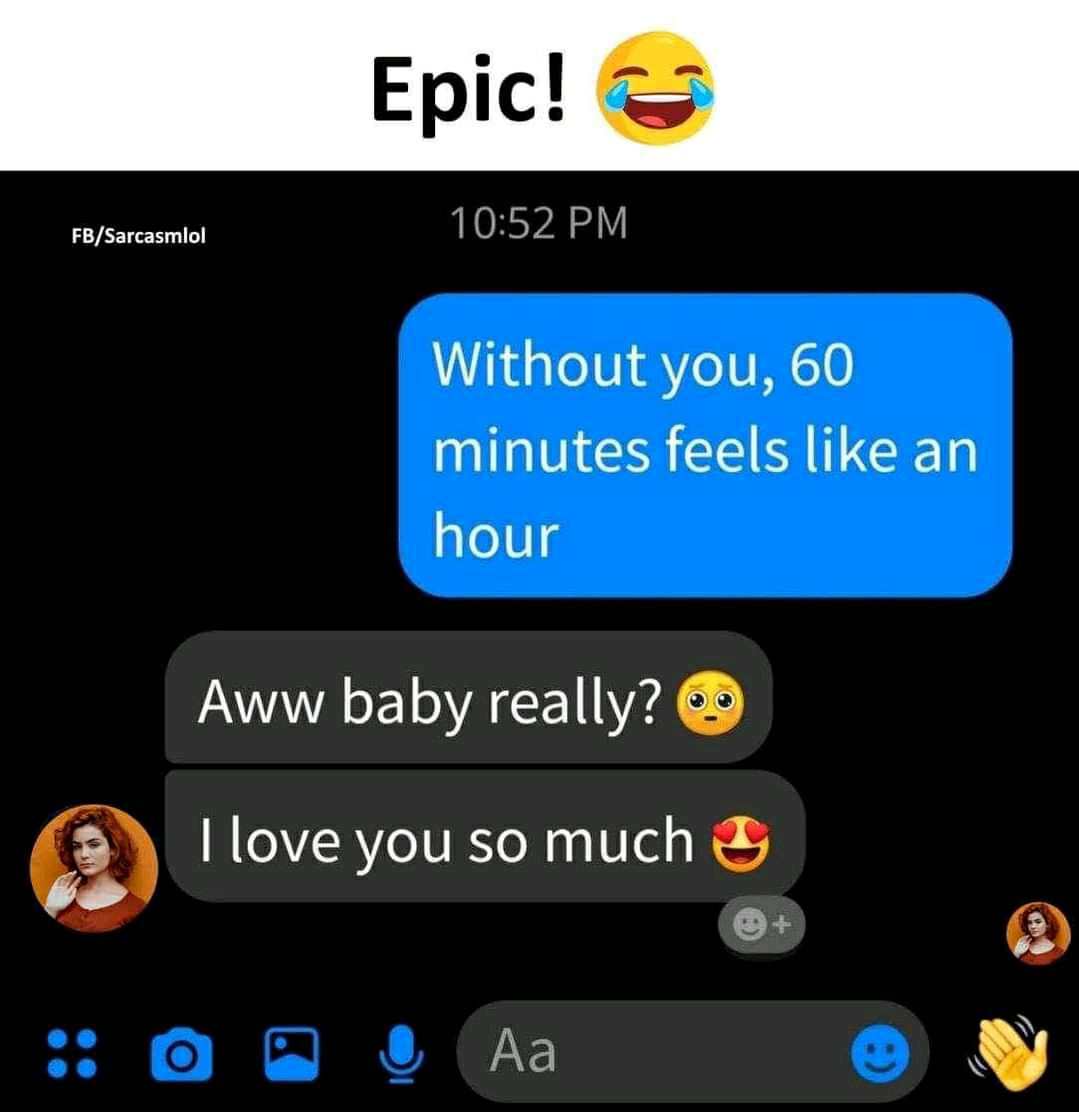 Epic! 😂
10:52 PM
FB/Sarcasmlol
Without you, 60
minutes feels like an
hour
Aww baby really? 🥺
I love you so much 😍
Aa